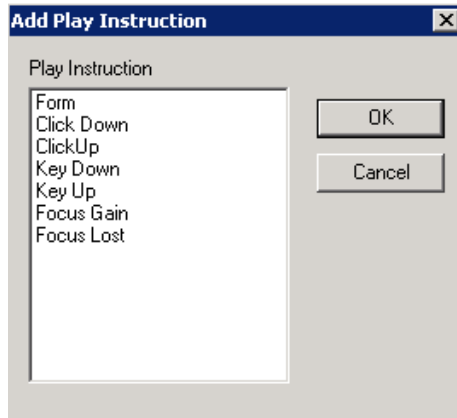 Add Play Instruction
Play Instruction
Form
Click Down
ClickUp
Key Down
Key Up
Focus Gain
Focus Lost
OK
Cancel